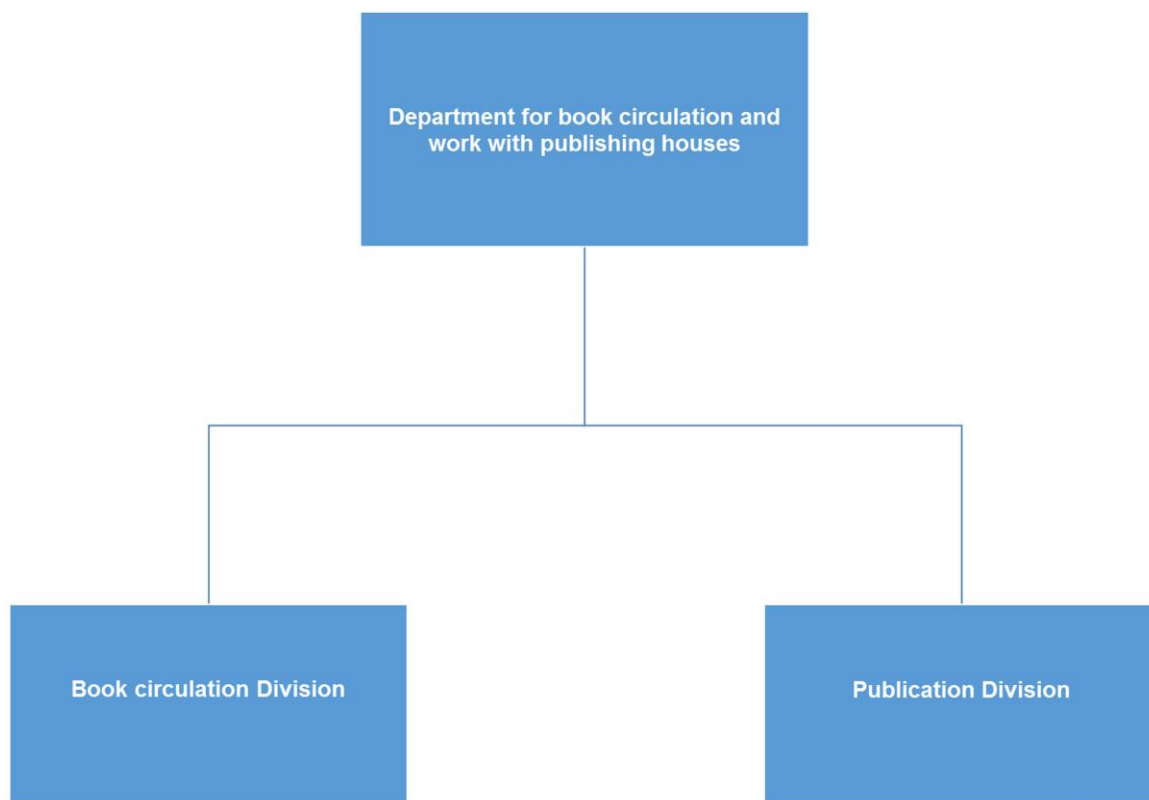 Department for book circulation and
work with publishing houses
Book circulation Division
Publication Division